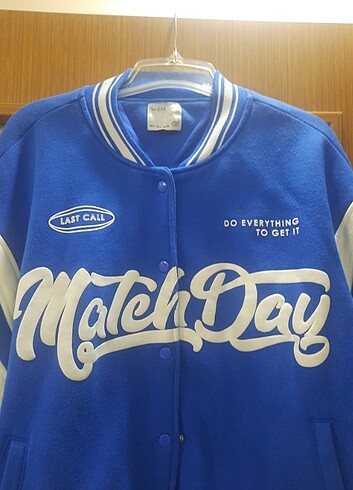 LAST CALL
DO EVERYTHING
TO GET IT
Match Day